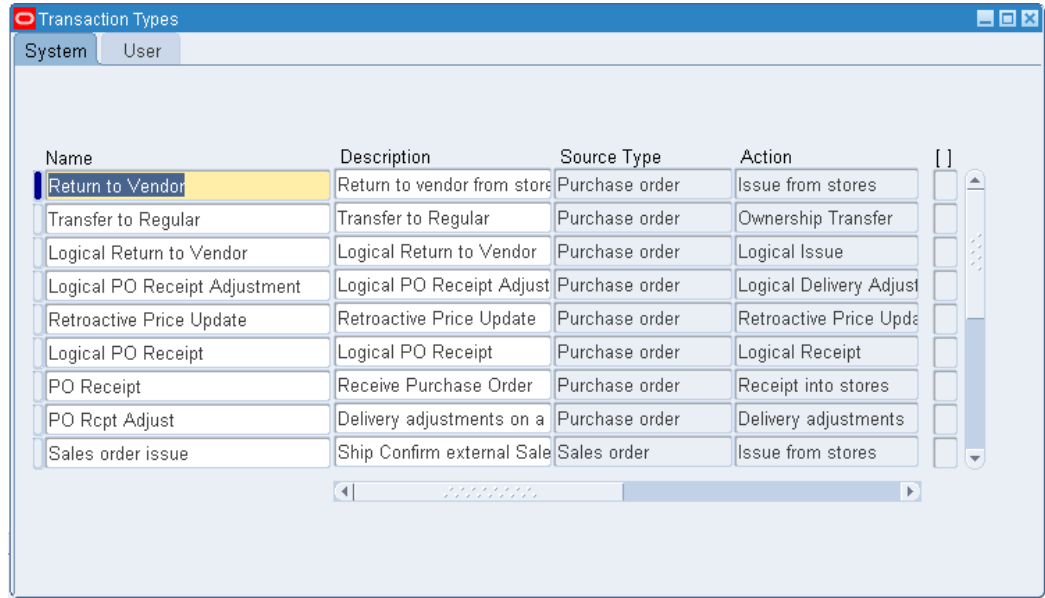 Transaction Types
System User
Name Description Source Type Action [ ]
Return to Vendor Return to vendor from store Purchase order Issue from stores
Transfer to Regular Transfer to Regular Purchase order Ownership Transfer
Logical Return to Vendor Logical Return to Vendor Purchase order Logical Issue
Logical PO Receipt Adjustment Logical PO Receipt Adjust Purchase order Logical Delivery Adjust
Retroactive Price Update Retroactive Price Update Purchase order Retroactive Price Upda
Logical PO Receipt Logical PO Receipt Purchase order Logical Receipt
PO Receipt Receive Purchase Order Purchase order Receipt into stores
PO Rcpt Adjust Delivery adjustments on a Purchase order Delivery adjustments
Sales order issue Ship Confirm external Sale Sales order Issue from stores